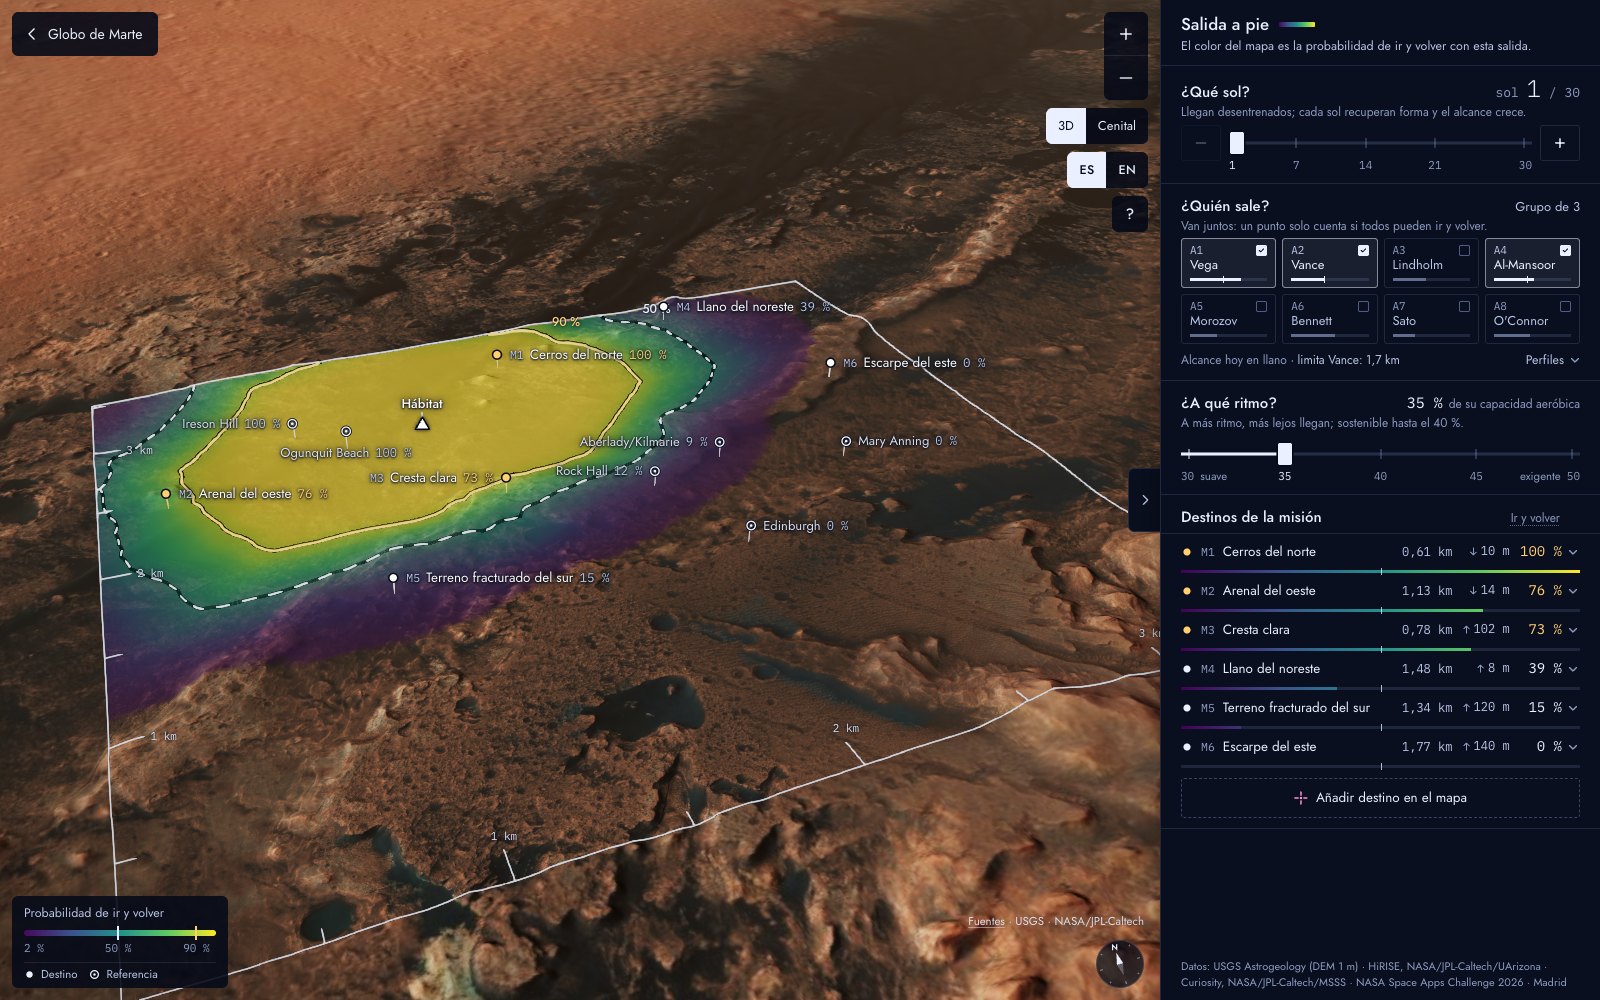 Globo de Marte
+
−
3D Cenital
ES EN
?
90 %
50 %
M4 Llano del noreste 39 %
M1 Cerros del norte 100 %
M6 Escarpe del este 0 %
Hábitat
Ireson Hill 100 %
Ogunquit Beach 100 %
Aberlady/Kilmarie 9 %
Mary Anning 0 %
3 km
M3 Cresta clara 73 %
Rock Hall 12 %
M2 Arenal del oeste 76 %
Edinburgh 0 %
2 km
M5 Terreno fracturado del sur 15 %
3 km
1 km
2 km
1 km
Probabilidad de ir y volver
2 % 50 % 90 %
Destino Referencia
Fuentes · USGS · NASA/JPL-Caltech
N
Salida a pie
El color del mapa es la probabilidad de ir y volver con esta salida.
¿Qué sol? sol 1 / 30
Llegan desentrenados; cada sol recuperan forma y el alcance crece.
− +
1 7 14 21 30
¿Quién sale? Grupo de 3
Van juntos: un punto solo cuenta si todos pueden ir y volver.
A1 A2 A3 A4
Vega Vance Lindholm Al-Mansoor
A5 A6 A7 A8
Morozov Bennett Sato O'Connor
Alcance hoy en llano · limita Vance: 1,7 km Perfiles
¿A qué ritmo? 35 % de su capacidad aeróbica
A más ritmo, más lejos llegan; sostenible hasta el 40 %.
30 suave 35 40 45 exigente 50
Destinos de la misión Ir y volver
M1 Cerros del norte 0,61 km ↓10 m 100 %
M2 Arenal del oeste 1,13 km ↓14 m 76 %
M3 Cresta clara 0,78 km ↑102 m 73 %
M4 Llano del noreste 1,48 km ↑8 m 39 %
M5 Terreno fracturado del sur 1,34 km ↑120 m 15 %
M6 Escarpe del este 1,77 km ↑140 m 0 %
Añadir destino en el mapa
Datos: USGS Astrogeology (DEM 1 m) · HiRISE, NASA/JPL-Caltech/UArizona ·
Curiosity, NASA/JPL-Caltech/MSSS · NASA Space Apps Challenge 2026 · Madrid